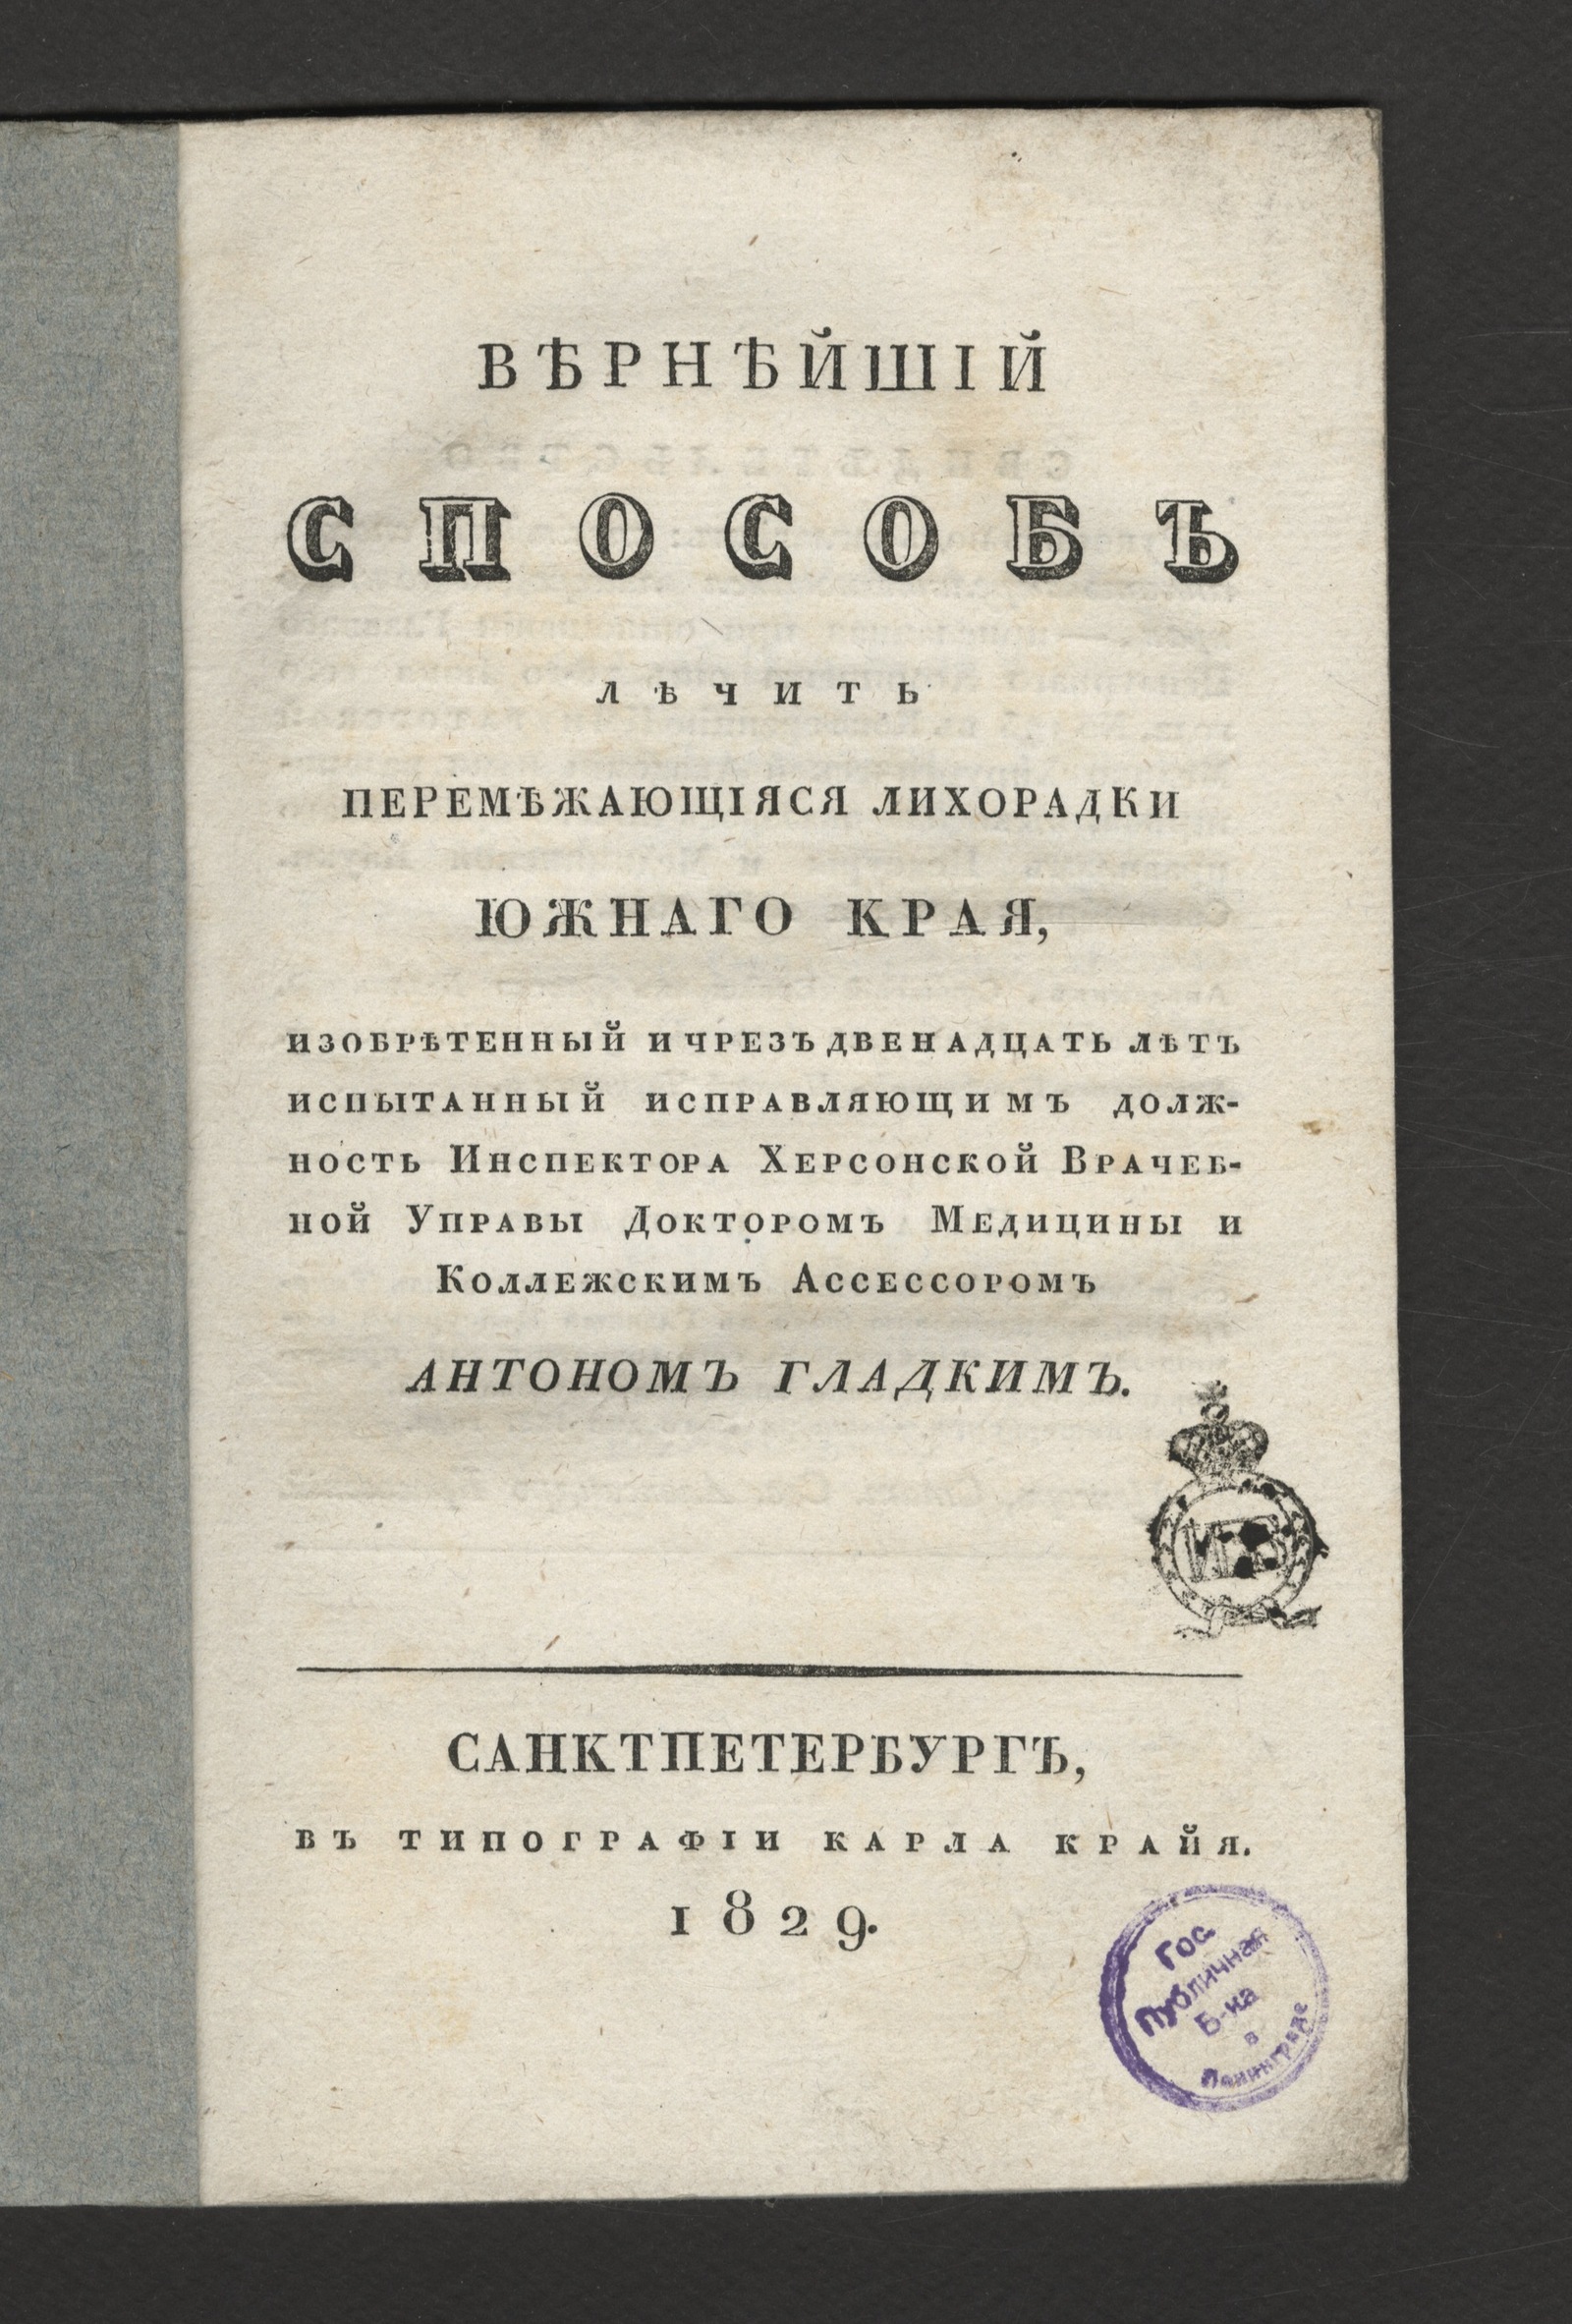 ВѢРНѢЙШІЙ
СПОСОБЪ
ЛѢЧИТЬ
ПЕРЕМѢЖАЮЩІЯСЯ ЛИХОРАДКИ
ЮЖНАГО КРАЯ,
ИЗОБРѢТЕННЫЙ И ЧРЕЗЪ ДВЕНАДЦАТЬ ЛѢТЪ
ИСПЫТАННЫЙ ИСПРАВЛЯЮЩИМЪ ДОЛЖ-
НОСТЬ ИНСПЕКТОРА ХЕРСОНСКОЙ ВРАЧЕБ-
НОЙ УПРАВЫ ДОКТОРОМЪ МЕДИЦИНЫ И
КОЛЛЕЖСКИМЪ АССЕССОРОМЪ
АНТОНОМЪ ГЛАДКИМЪ.
САНКТПЕТЕРБУРГЪ,
ВЪ ТИПОГРАФІИ КАРЛА КРАЙЯ.
1829.
Гос.
Публичная
Б-ка
в
Ленинграде